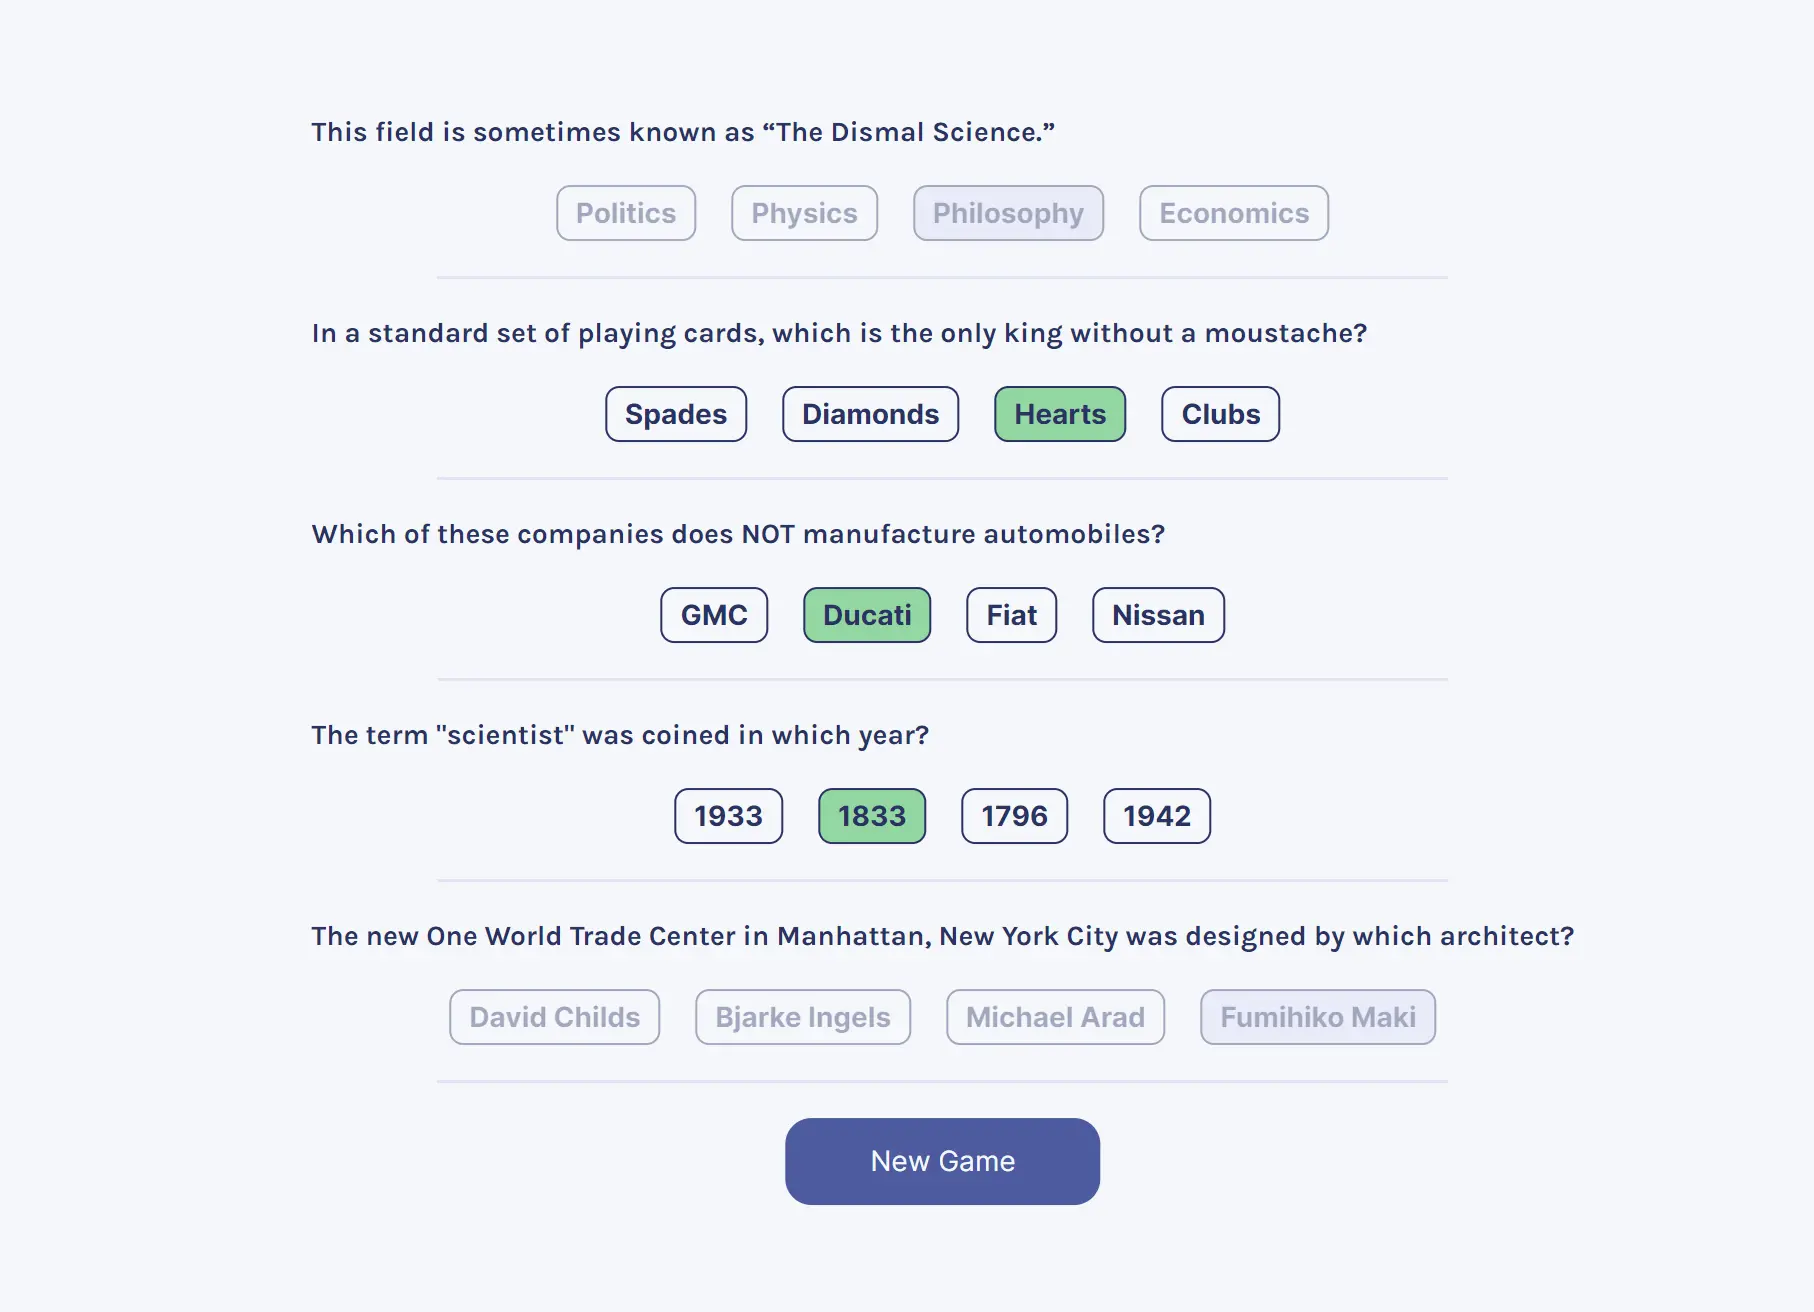 This field is sometimes known as “The Dismal Science.”
Politics Physics Philosophy Economics
In a standard set of playing cards, which is the only king without a moustache?
Spades Diamonds Hearts Clubs
Which of these companies does NOT manufacture automobiles?
GMC Ducati Fiat Nissan
The term "scientist" was coined in which year?
1933 1833 1796 1942
The new One World Trade Center in Manhattan, New York City was designed by which architect?
David Childs Bjarke Ingels Michael Arad Fumihiko Maki
New Game